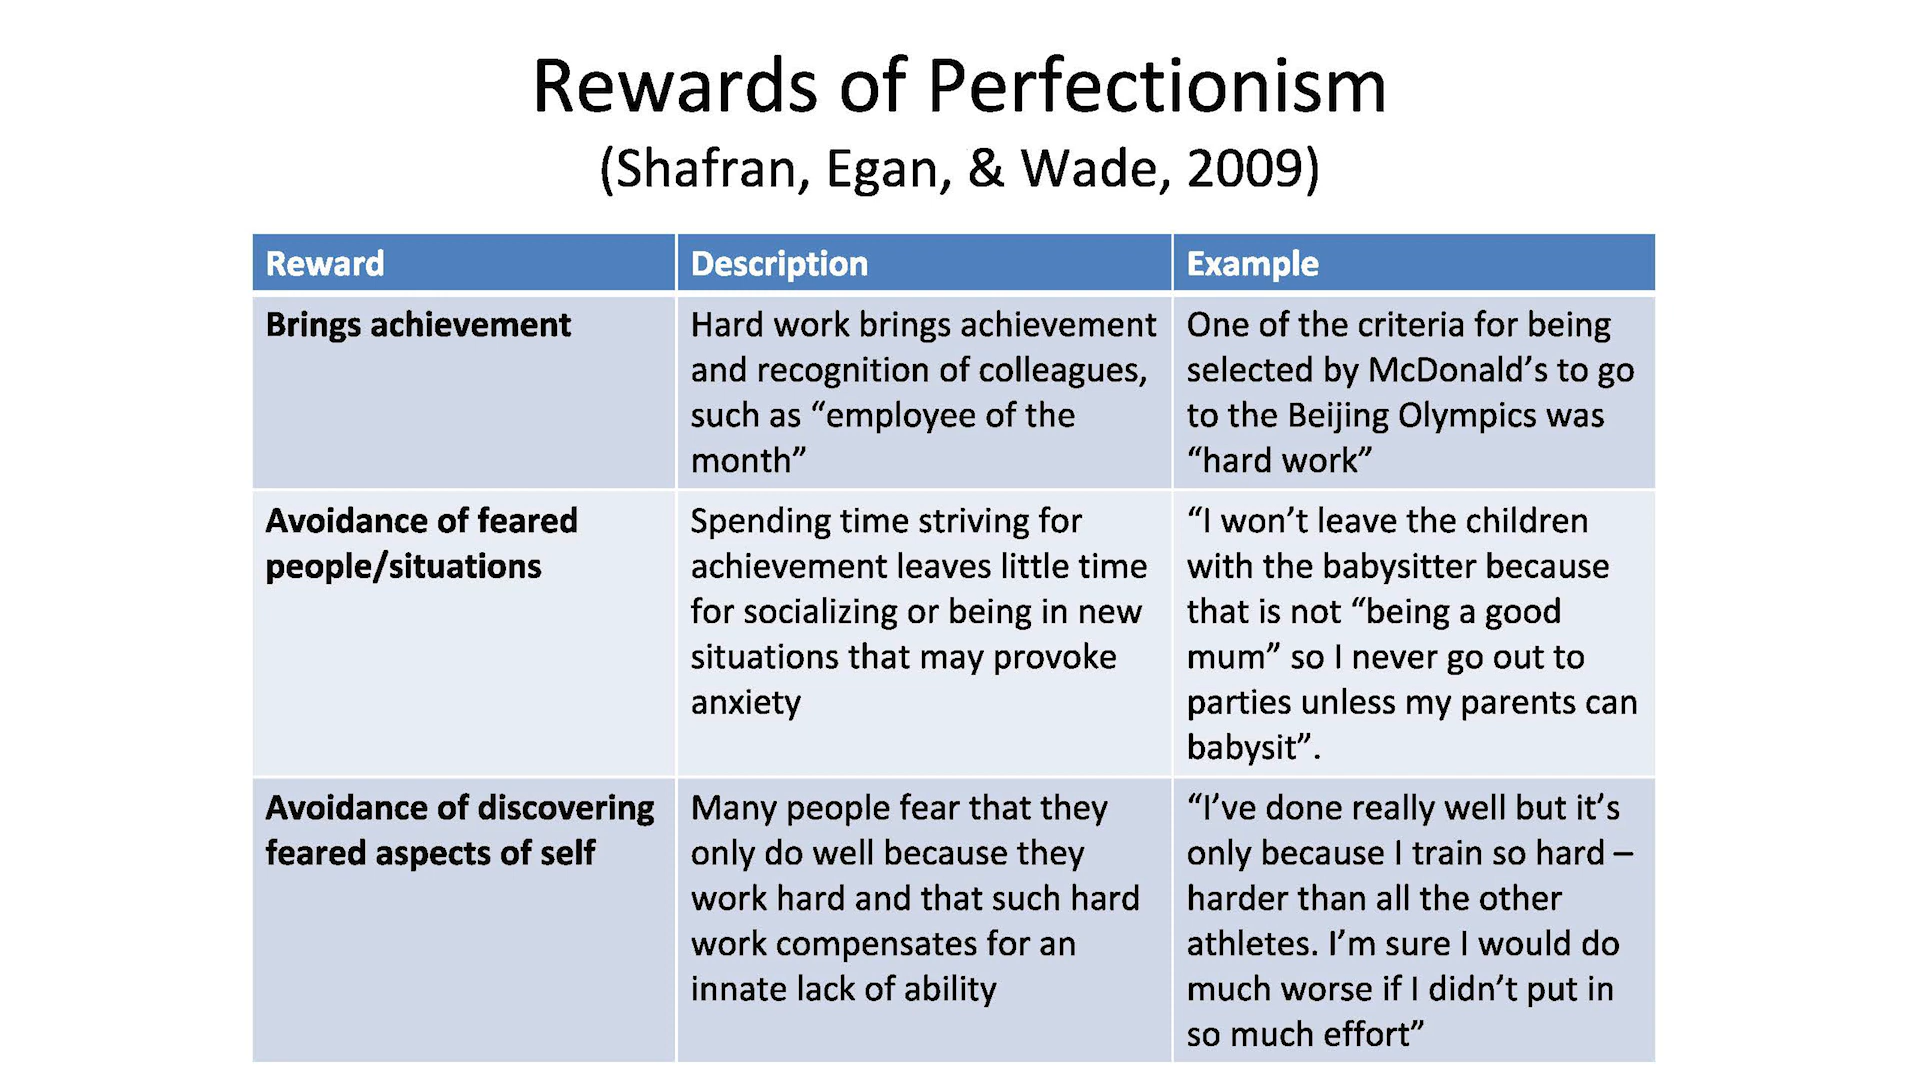 Rewards of Perfectionism
(Shafran, Egan, & Wade, 2009)
Reward
Description
Example
Brings achievement
Hard work brings achievement
and recognition of colleagues,
such as “employee of the
month”
One of the criteria for being
selected by McDonald’s to go
to the Beijing Olympics was
“hard work”
Avoidance of feared
people/situations
Spending time striving for
achievement leaves little time
for socializing or being in new
situations that may provoke
anxiety
“I won’t leave the children
with the babysitter because
that is not “being a good
mum” so I never go out to
parties unless my parents can
babysit”.
Avoidance of discovering
feared aspects of self
Many people fear that they
only do well because they
work hard and that such hard
work compensates for an
innate lack of ability
“I’ve done really well but it’s
only because I train so hard –
harder than all the other
athletes. I’m sure I would do
much worse if I didn’t put in
so much effort”